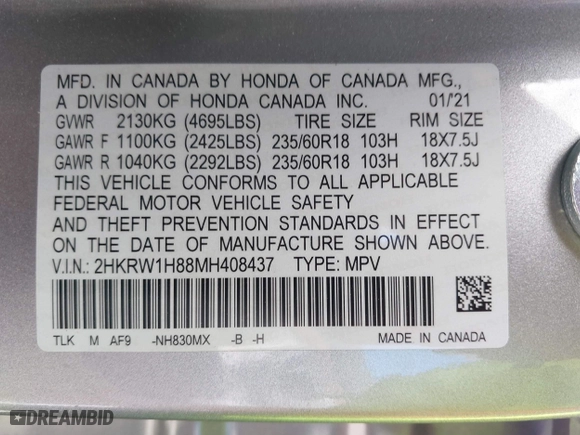 MFD. IN CANADA BY HONDA OF CANADA MFG.,
A DIVISION OF HONDA CANADA INC. 01/'21
GVWR 2130KG (4695LBS) TIRE SIZE RIM SIZE
GAWR F 1100KG (2425LBS) 235/60R18 103H 18X7.5J
GAWR R 1040KG (2292LBS) 235/60R18 103H 18X7.5J
THIS VEHICLE CONFORMS TO ALL APPLICABLE
FEDERAL MOTOR VEHICLE SAFETY
AND THEFT PREVENTION STANDARDS IN EFFECT
ON THE DATE OF MANUFACTURE SHOWN ABOVE.
V.I.N.: 2HKRW1H88MH408437 TYPE: MPV
TLK M AF9 -NH830MX -B -H MADE IN CANADA
DREAMBID